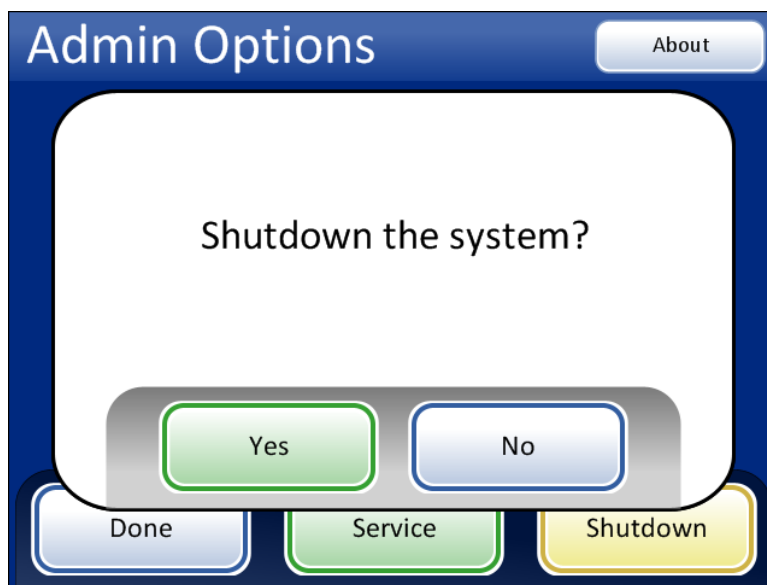 Admin Options
About
Shutdown the system?
Yes
No
Done
Service
Shutdown